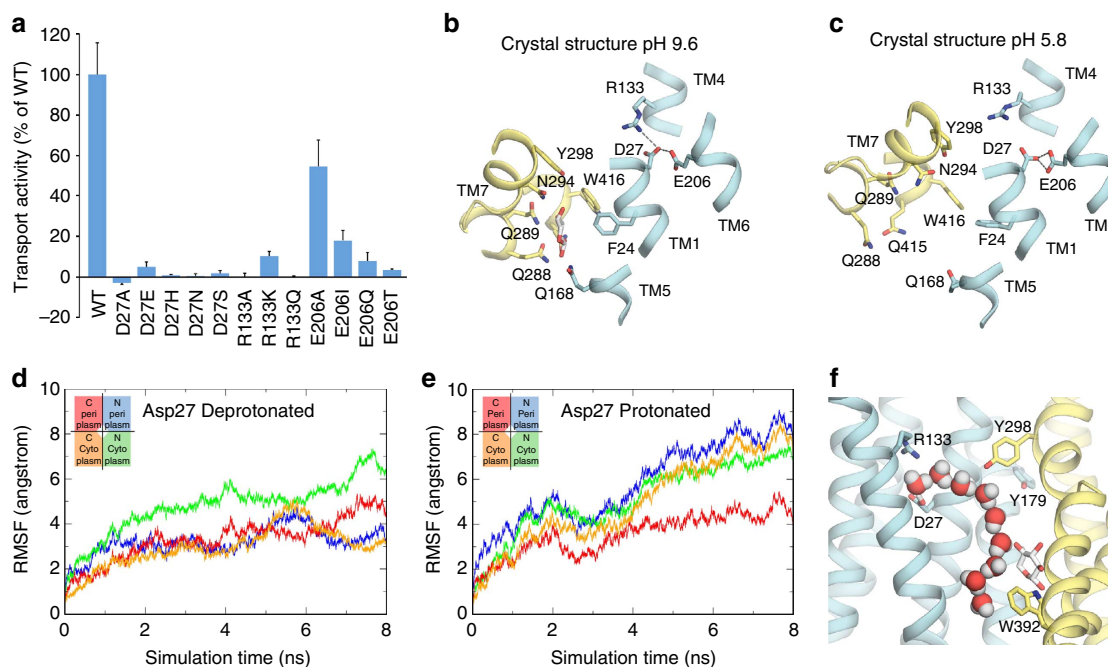 a
Transport activity (% of WT)
120
100
80
60
40
20
0
−20
WT
D27A
D27E
D27H
D27N
D27S
R133A
R133K
R133Q
E206A
E206I
E206Q
E206T
b
Crystal structure pH 9.6
TM4
R133
Y298
D27
TM7
N294
W416
E206
Q289
TM6
F24
TM1
Q288
Q168
TM5
c
Crystal structure pH 5.8
TM4
R133
TM7
Y298
D27
N294
E206
Q289
W416
TM
Q415
F24
TM1
Q288
Q168
TM5
d
Asp27 Deprotonated
C peri plasm
N peri plasm
C Cyto plasm
N Cyto plasm
RMSF (angstrom)
10
8
6
4
2
0
0 2 4 6 8
Simulation time (ns)
e
Asp27 Protonated
C Peri plasm
N Peri plasm
C Cyto plasm
N Cyto plasm
RMSF (angstrom)
10
8
6
4
2
0
0 2 4 6 8
Simulation time (ns)
f
R133
Y298
Y179
D27
W392